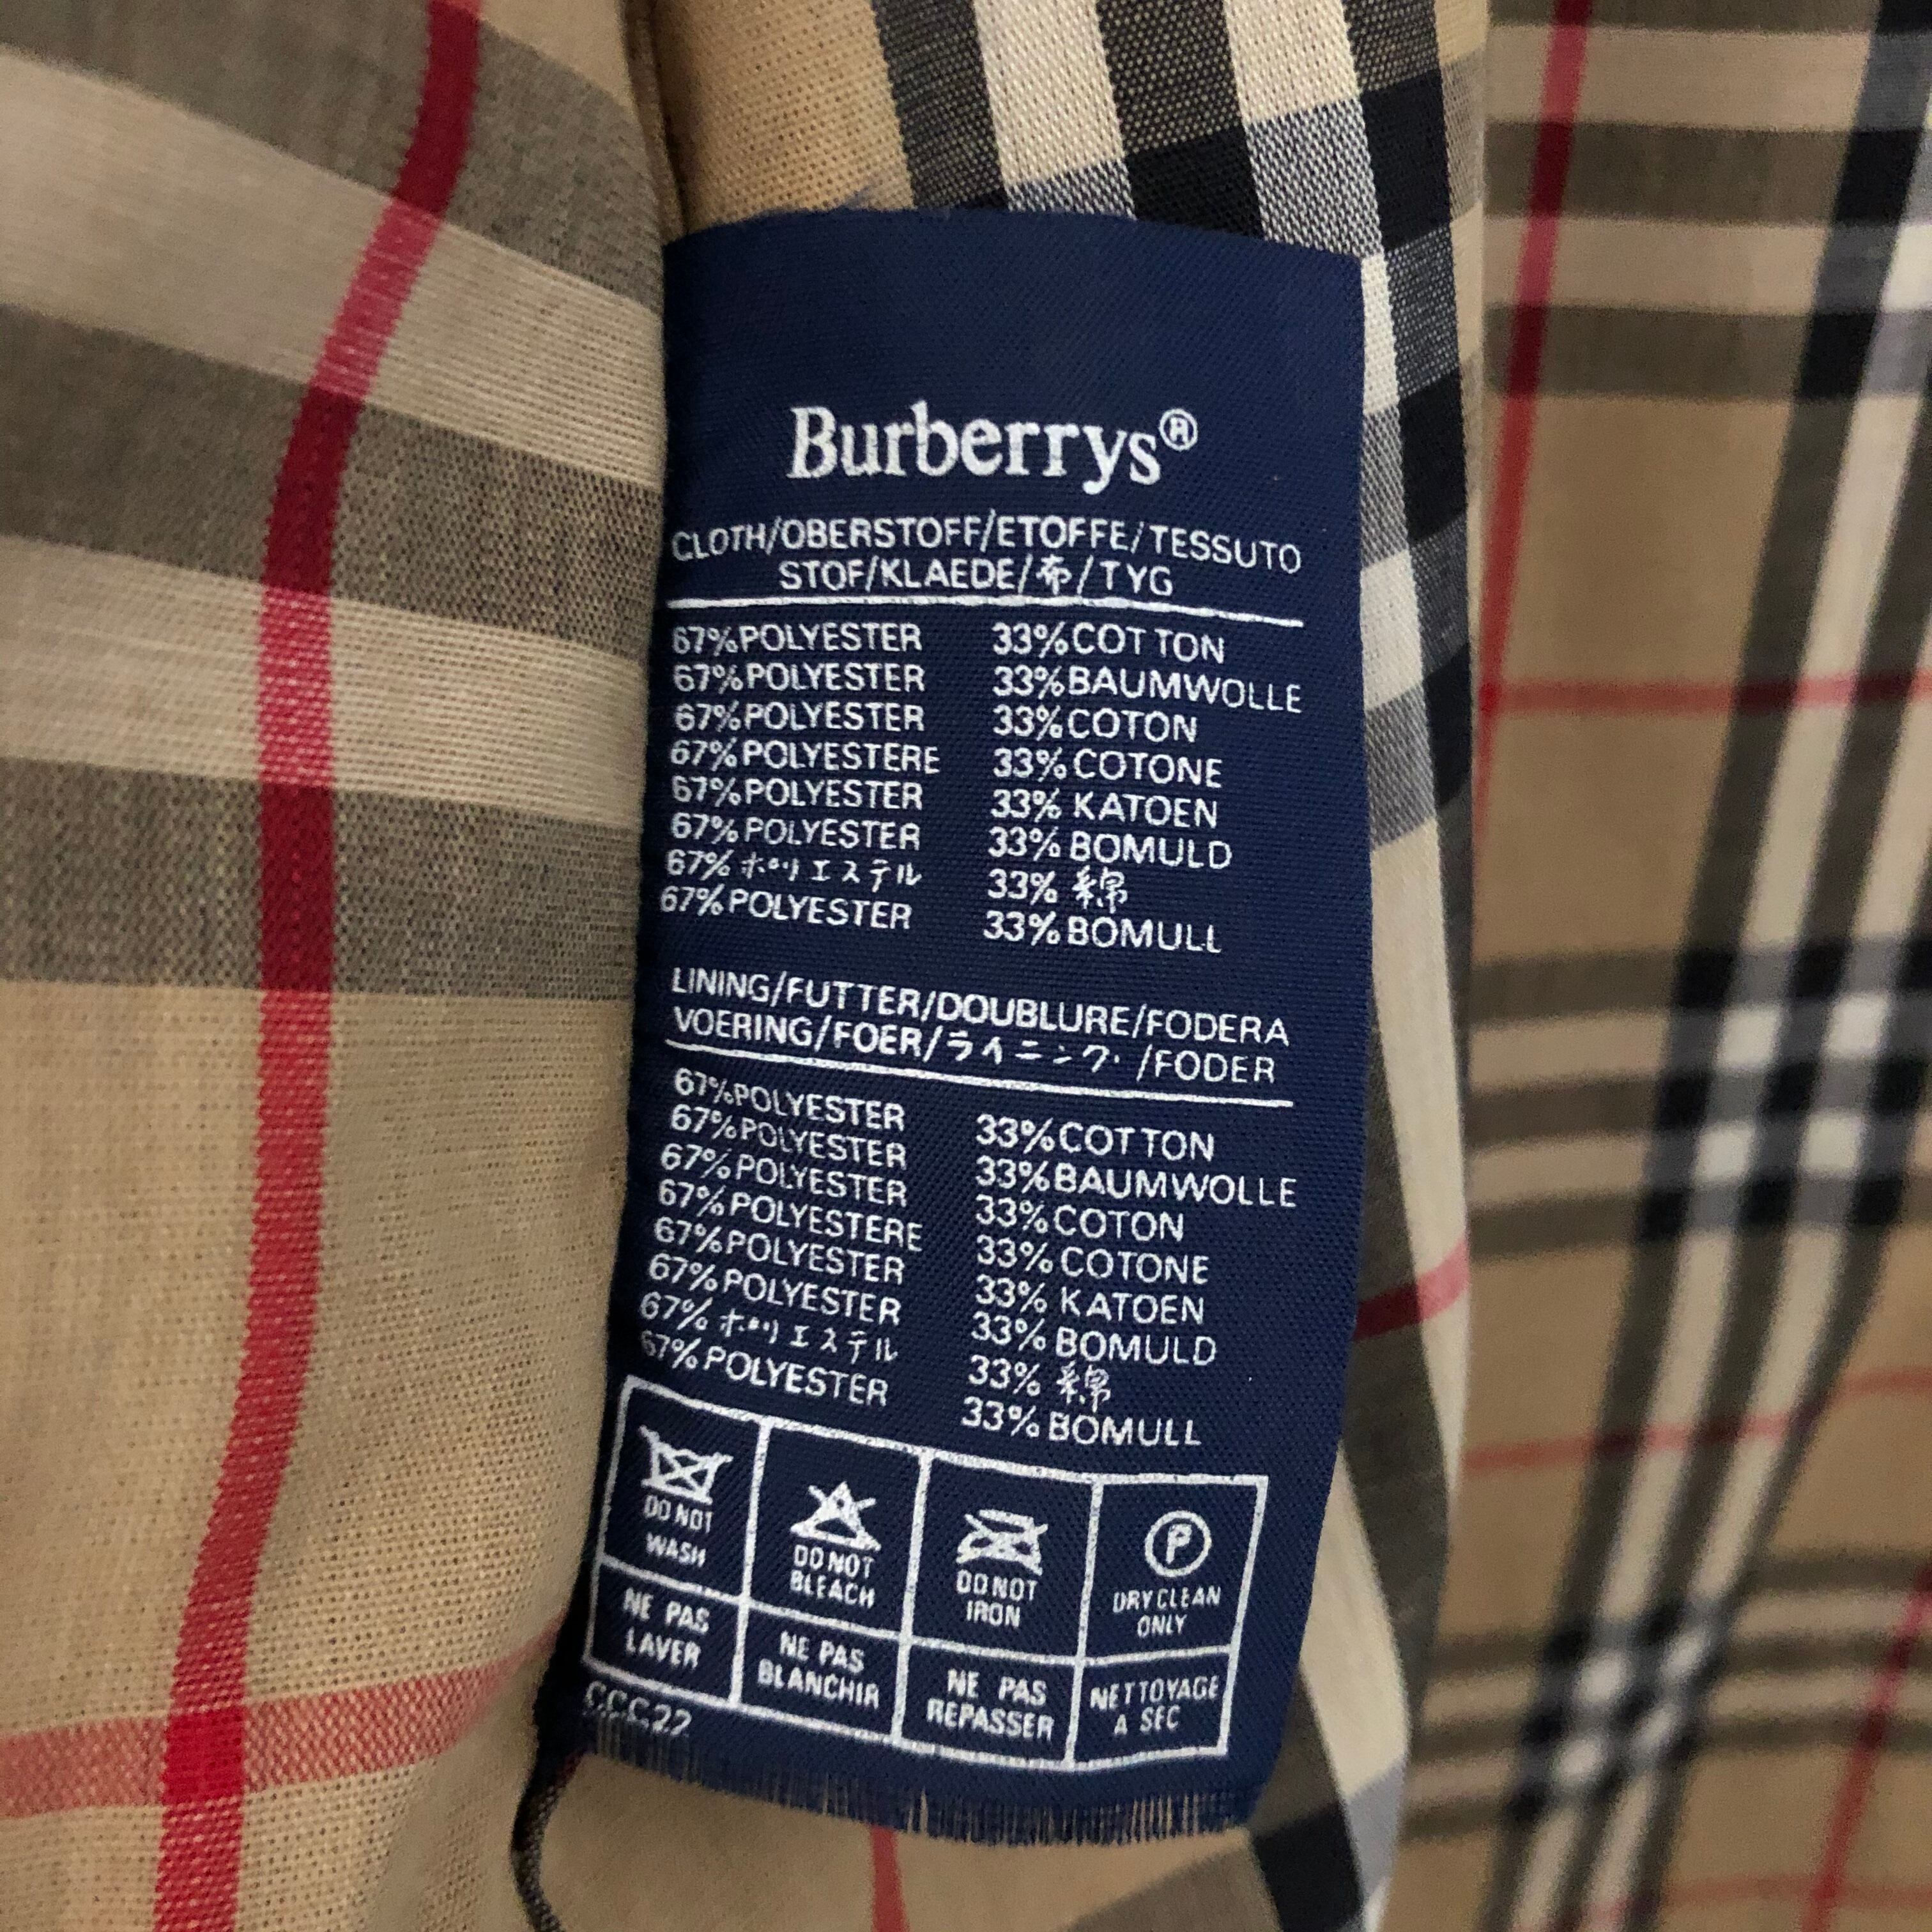 Burberrys®
CLOTH/OBERSTOFF/ETOFFE/TESSUTO
STOF/KLAEDE/布/TYG
67%POLYESTER 33%COTTON
67%POLYESTER 33%BAUMWOLLE
67%POLYESTER 33%COTON
67%POLYESTERE 33%COTONE
67%POLYESTER 33% KATOEN
67%POLYESTER 33%BOMULD
67%ポリエステル 33% 綿
67%POLYESTER 33%BOMULL
LINING/FUTTER/DOUBLURE/FODERA
VOERING/FOER/ライニング/FODER
67%POLYESTER 33%COTTON
67%POLYESTER 33%BAUMWOLLE
67%POLYESTER 33%COTON
67%POLYESTERE 33%COTONE
67%POLYESTER 33% KATOEN
67%POLYESTER 33%BOMULD
67%ポリエステル 33% 綿
67%POLYESTER 33%BOMULL
DO NOT
WASH
DO NOT
BLEACH
DO NOT
IRON
P
DRY CLEAN
ONLY
NE PAS
LAVER
NE PAS
BLANCHIR
NE PAS
REPASSER
NETTOYAGE
A SEC
CCC22